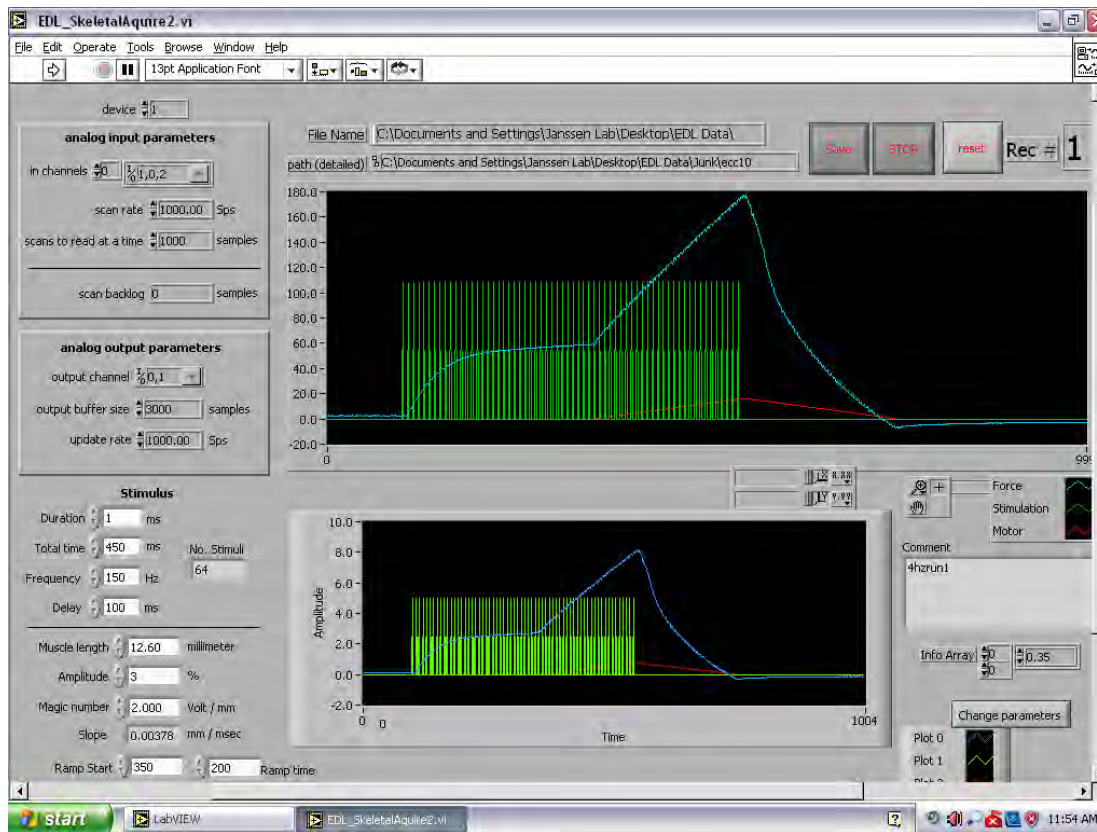 EDL_SkeletalAquire2.vi
File Edit Operate Tools Browse Window Help
13pt Application Font
device 1
analog input parameters
in channels 0 1,0,2
scan rate 1000.00 Sps
scans to read at a time 1000 samples
scan backlog 0 samples
analog output parameters
output channel 0,1
output buffer size 3000 samples
update rate 1000.00 Sps
Stimulus
Duration 1 ms
Total time 450 ms
No. Stimuli
64
Frequency 150 Hz
Delay 100 ms
Muscle length 12.60 millimeter
Amplitude 3 %
Magic number 2.000 Volt / mm
Slope 0.00378 mm / msec
Ramp Start 350 200 Ramp time
File Name C:\Documents and Settings\Janssen Lab\Desktop\EDL Data\
path (detailed) C:\Documents and Settings\Janssen Lab\Desktop\EDL Data\Junk\ecc10
Save STOP reset Rec # 1
180.0
160.0
140.0
120.0
100.0
80.0
60.0
40.0
20.0
0.0
-20.0
0 999
Force
Stimulation
Motor
Comment
4hzrun1
Info Array 0 0 0.35
Change parameters
Plot 0
Plot 1
10.0
8.0
6.0
4.0
2.0
0.0
-2.0
Amplitude
0 0 1004
Time
start LabVIEW EDL_SkeletalAquire2.vi 11:54 AM